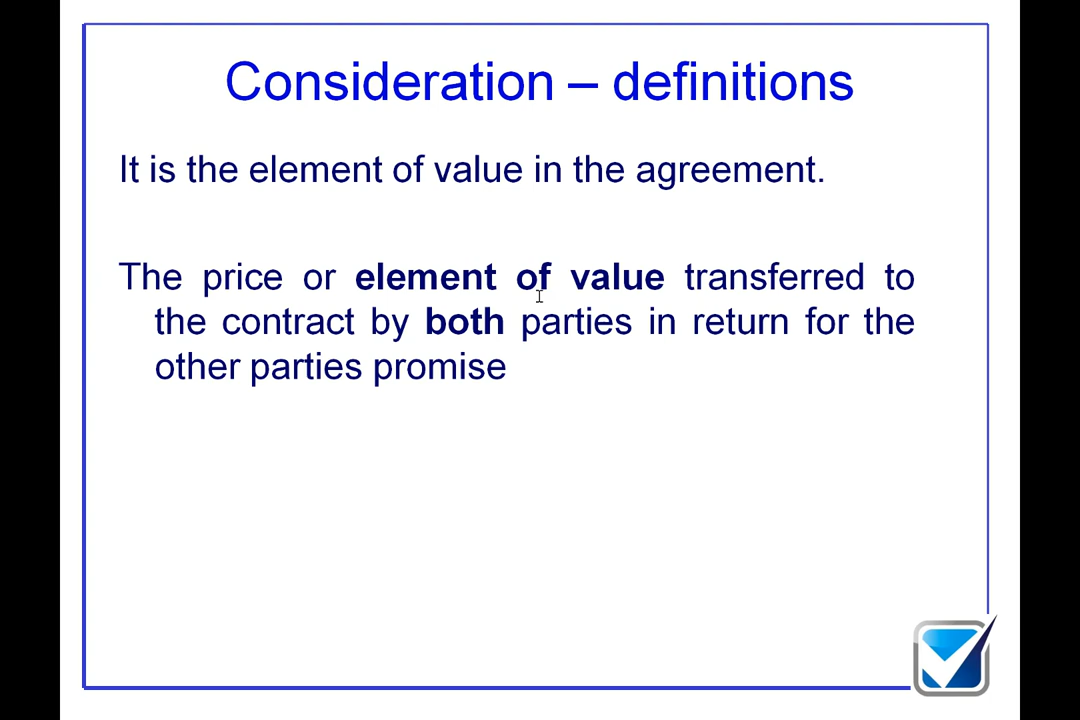 Consideration – definitions
It is the element of value in the agreement.
The price or element of value transferred to
the contract by both parties in return for the
other parties promise